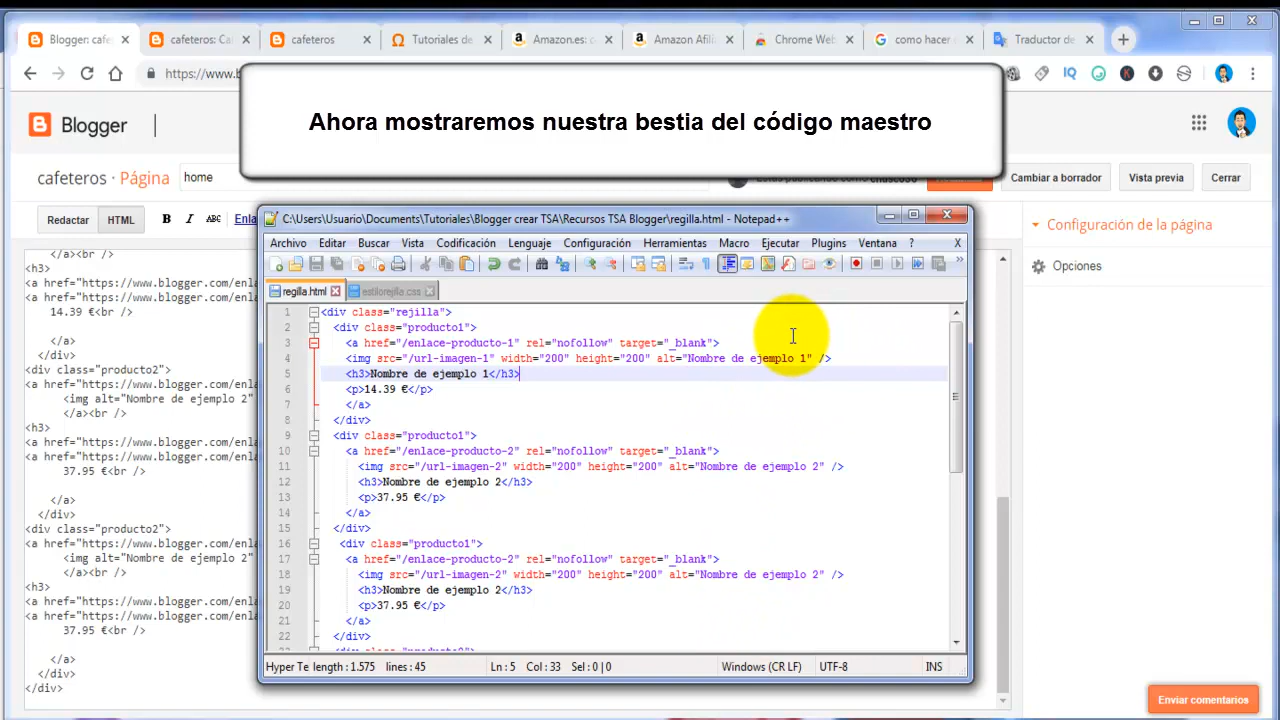 Blogger: cafe
cafeteros: Ca
cafeteros
Tutoriales de
Amazon.es: c
Amazon Afili
Chrome Web
como hacer
Traductor de
https://www.b
Blogger
Ahora mostraremos nuestra bestia del código maestro
cafeteros · Página
home
Cambiar a borrador
Vista previa
Cerrar
Redactar
HTML
B
I
ABC
Enla
Configuración de la página
Opciones
</a><br />
<h3>
<a href="https://www.blogger.com/enla
<a href="https://www.blogger.com/enla
14.39 €<br />
</a>
</div>
<div class="producto2">
<img alt="Nombre de ejemplo 2"
</a><br />
<h3>
<a href="https://www.blogger.com/enla
<a href="https://www.blogger.com/enla
37.95 €<br />
</a>
</div>
<div class="producto2">
<a href="https://www.blogger.com/enla
<img alt="Nombre de ejemplo 2"
</a><br />
<h3>
<a href="https://www.blogger.com/enla
<a href="https://www.blogger.com/enla
37.95 €<br />
</a>
</div>
</div>
C:\Users\Usuario\Documents\Tutoriales\Blogger crear TSA\Recursos TSA Blogger\regilla.html - Notepad++
Archivo Editar Buscar Vista Codificación Lenguaje Configuración Herramientas Macro Ejecutar Plugins Ventana ? X
regilla.html
estilorejilla.css
1 <div class="rejilla">
2 <div class="producto1">
3 <a href="/enlace-producto-1" rel="nofollow" target="_blank">
4 <img src="/url-imagen-1" width="200" height="200" alt="Nombre de ejemplo 1" />
5 <h3>Nombre de ejemplo 1</h3>
6 <p>14.39 €</p>
7 </a>
8 </div>
9 <div class="producto1">
10 <a href="/enlace-producto-2" rel="nofollow" target="_blank">
11 <img src="/url-imagen-2" width="200" height="200" alt="Nombre de ejemplo 2" />
12 <h3>Nombre de ejemplo 2</h3>
13 <p>37.95 €</p>
14 </a>
15 </div>
16 <div class="producto1">
17 <a href="/enlace-producto-2" rel="nofollow" target="_blank">
18 <img src="/url-imagen-2" width="200" height="200" alt="Nombre de ejemplo 2" />
19 <h3>Nombre de ejemplo 2</h3>
20 <p>37.95 €</p>
21 </a>
22 </div>
Hyper Te length : 1.575 lines : 45
Ln : 5 Col : 33 Sel : 0 | 0
Windows (CR LF)
UTF-8
INS
Enviar comentarios